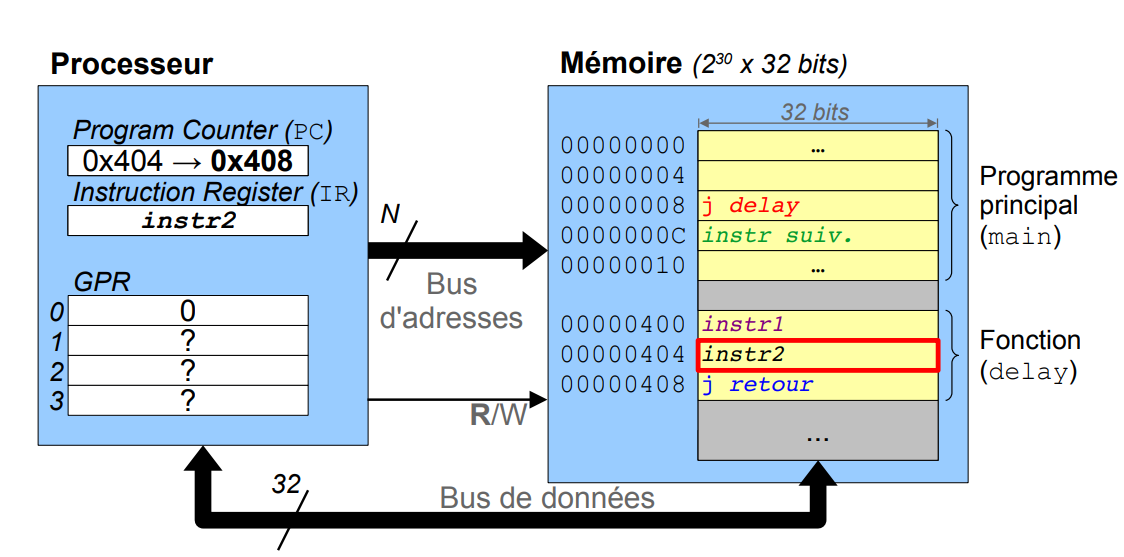 Processeur
Program Counter (PC)
0x404 → 0x408
Instruction Register (IR)
instr2
GPR
0 0
1 ?
2 ?
3 ?
N
Bus
d'adresses
R/W
32
Bus de données
Mémoire (2³⁰ x 32 bits)
32 bits
00000000 …
00000004
00000008 j delay
0000000C instr suiv.
00000010 …
00000400 instr1
00000404 instr2
00000408 j retour
…
Programme
principal
(main)
Fonction
(delay)